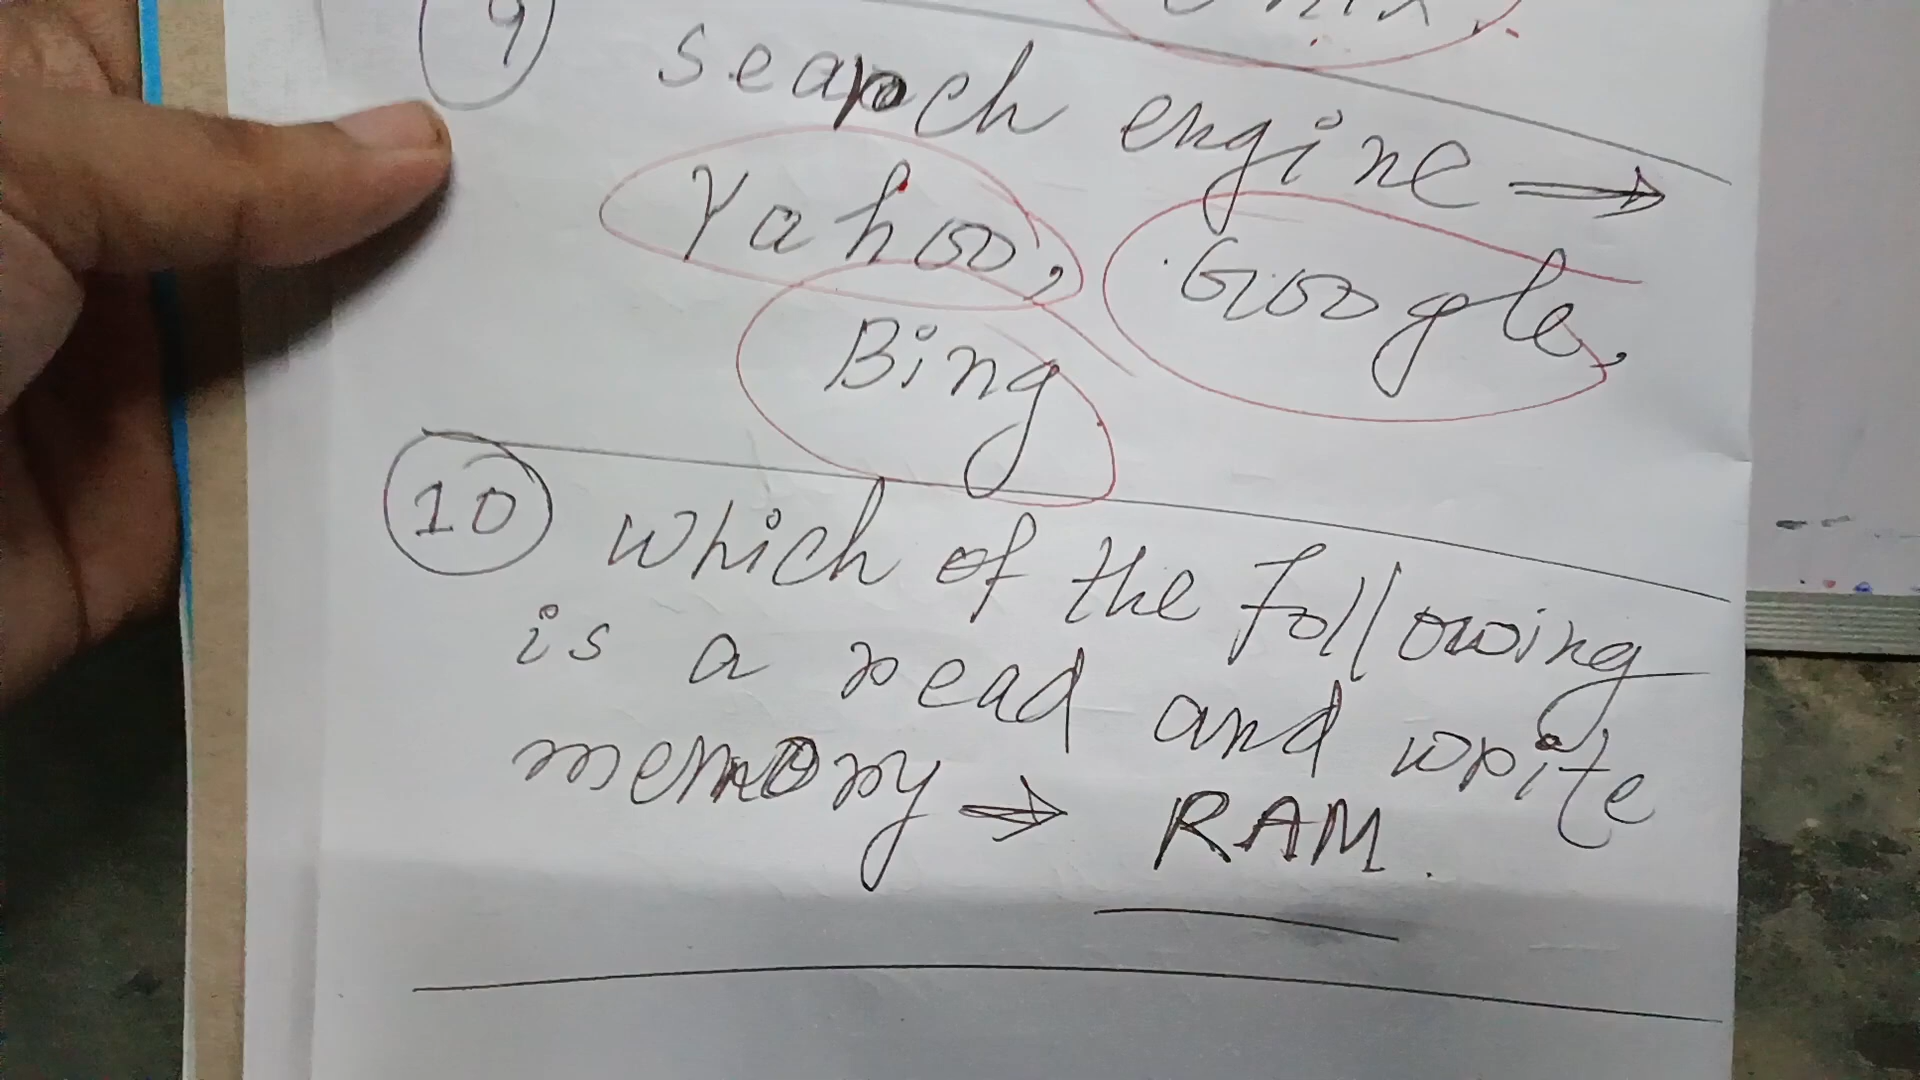 9 search engine →
Yahoo, Google,
Bing
10 which of the following
is a read and write
memory → RAM.